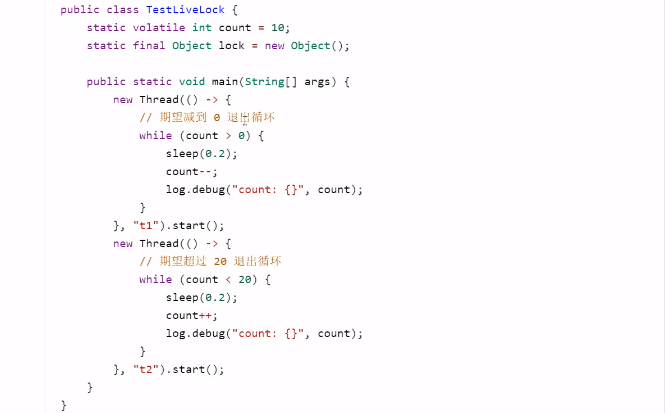 public class TestLiveLock {
    static volatile int count = 10;
    static final Object lock = new Object();

    public static void main(String[] args) {
        new Thread(() -> {
            // 期望减到 0 退出循环
            while (count > 0) {
                sleep(0.2);
                count--;
                log.debug("count: {}", count);
            }
        }, "t1").start();
        new Thread(() -> {
            // 期望超过 20 退出循环
            while (count < 20) {
                sleep(0.2);
                count++;
                log.debug("count: {}", count);
            }
        }, "t2").start();
    }
}